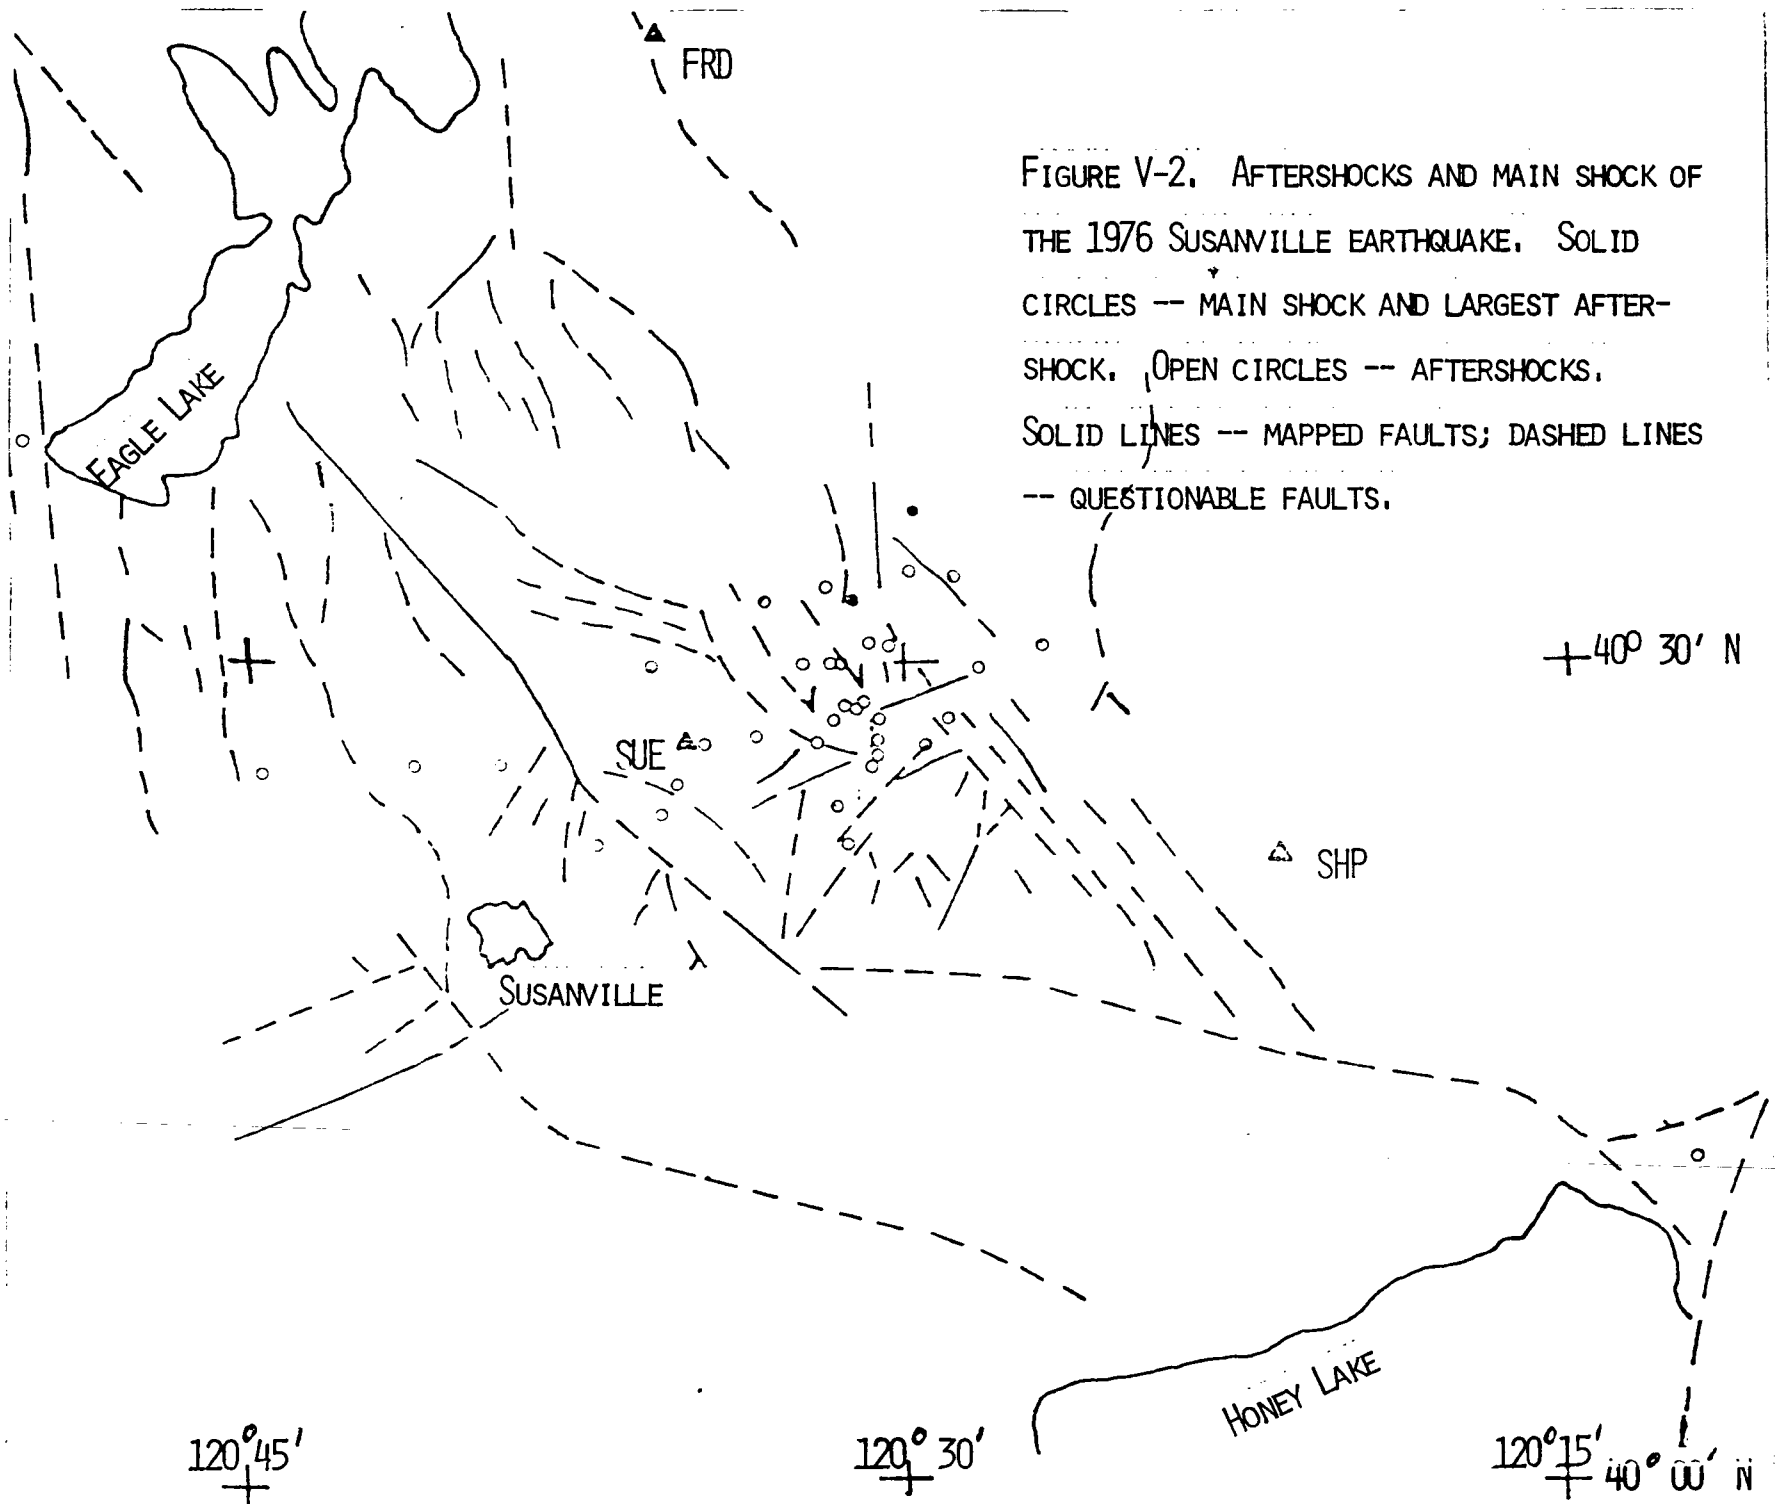 FRD
FIGURE V-2. AFTERSHOCKS AND MAIN SHOCK OF
THE 1976 SUSANVILLE EARTHQUAKE. SOLID
CIRCLES -- MAIN SHOCK AND LARGEST AFTER-
SHOCK. OPEN CIRCLES -- AFTERSHOCKS.
SOLID LINES -- MAPPED FAULTS; DASHED LINES
-- QUESTIONABLE FAULTS.
EAGLE LAKE
40° 30' N
SUE
SHP
SUSANVILLE
HONEY LAKE
120°45'
120° 30'
120°15'
40° 00' N